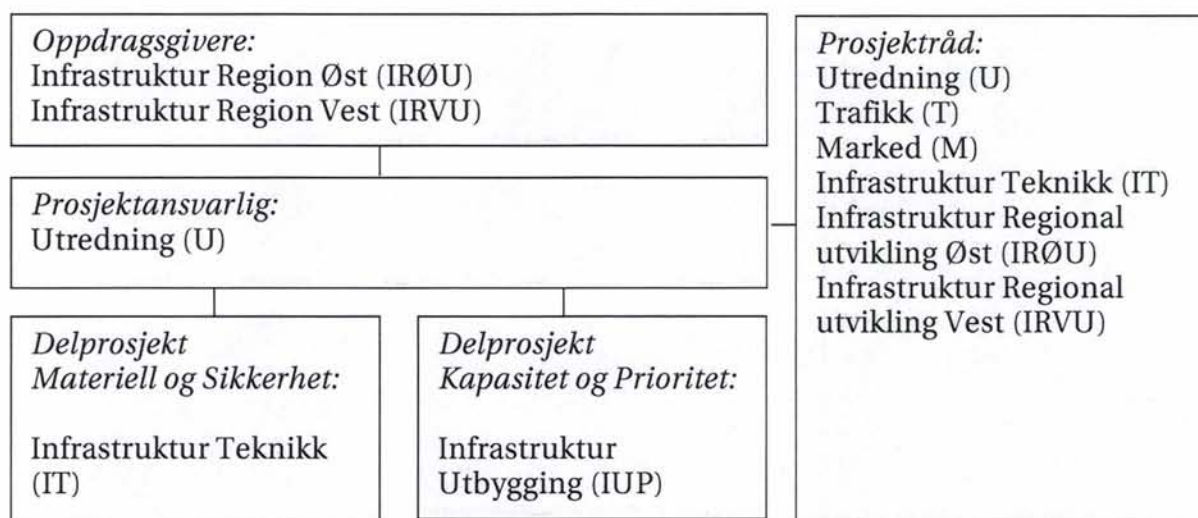 Oppdragsgivere:
Infrastruktur Region Øst (IRØU)
Infrastruktur Region Vest (IRVU)
Prosjektansvarlig:
Utredning (U)
Delprosjekt
Materiell og Sikkerhet:
Infrastruktur Teknikk
(IT)
Delprosjekt
Kapasitet og Prioritet:
Infrastruktur
Utbygging (IUP)
Prosjektråd:
Utredning (U)
Trafikk (T)
Marked (M)
Infrastruktur Teknikk (IT)
Infrastruktur Regional
utvikling Øst (IRØU)
Infrastruktur Regional
utvikling Vest (IRVU)